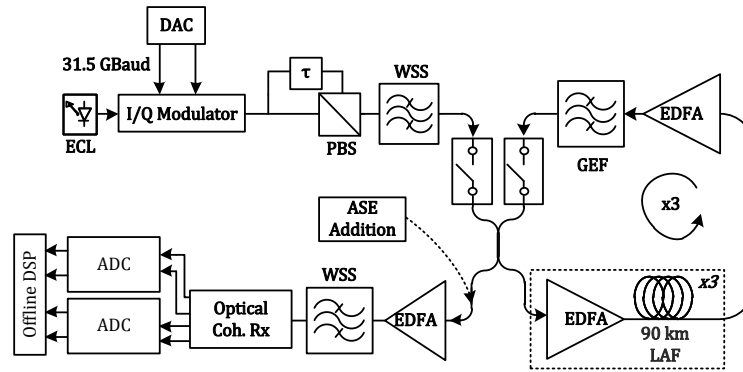 DAC
31.5 GBaud
I/Q Modulator
ECL
τ
PBS
WSS
GEF
EDFA
x3
ASE
Addition
Offline DSP
ADC
ADC
Optical
Coh. Rx
WSS
EDFA
EDFA
x3
90 km
LAF